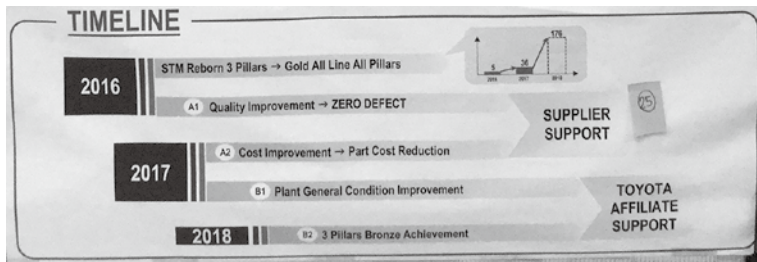 TIMELINE
2016
STM Reborn 3 Pillars → Gold All Line All Pillars
176
A1 Quality Improvement → ZERO DEFECT
SUPPLIER
SUPPORT
25
2017
A2 Cost Improvement → Part Cost Reduction
B1 Plant General Condition Improvement
TOYOTA
AFFILIATE
SUPPORT
2018
B2 3 Pillars Bronze Achievement